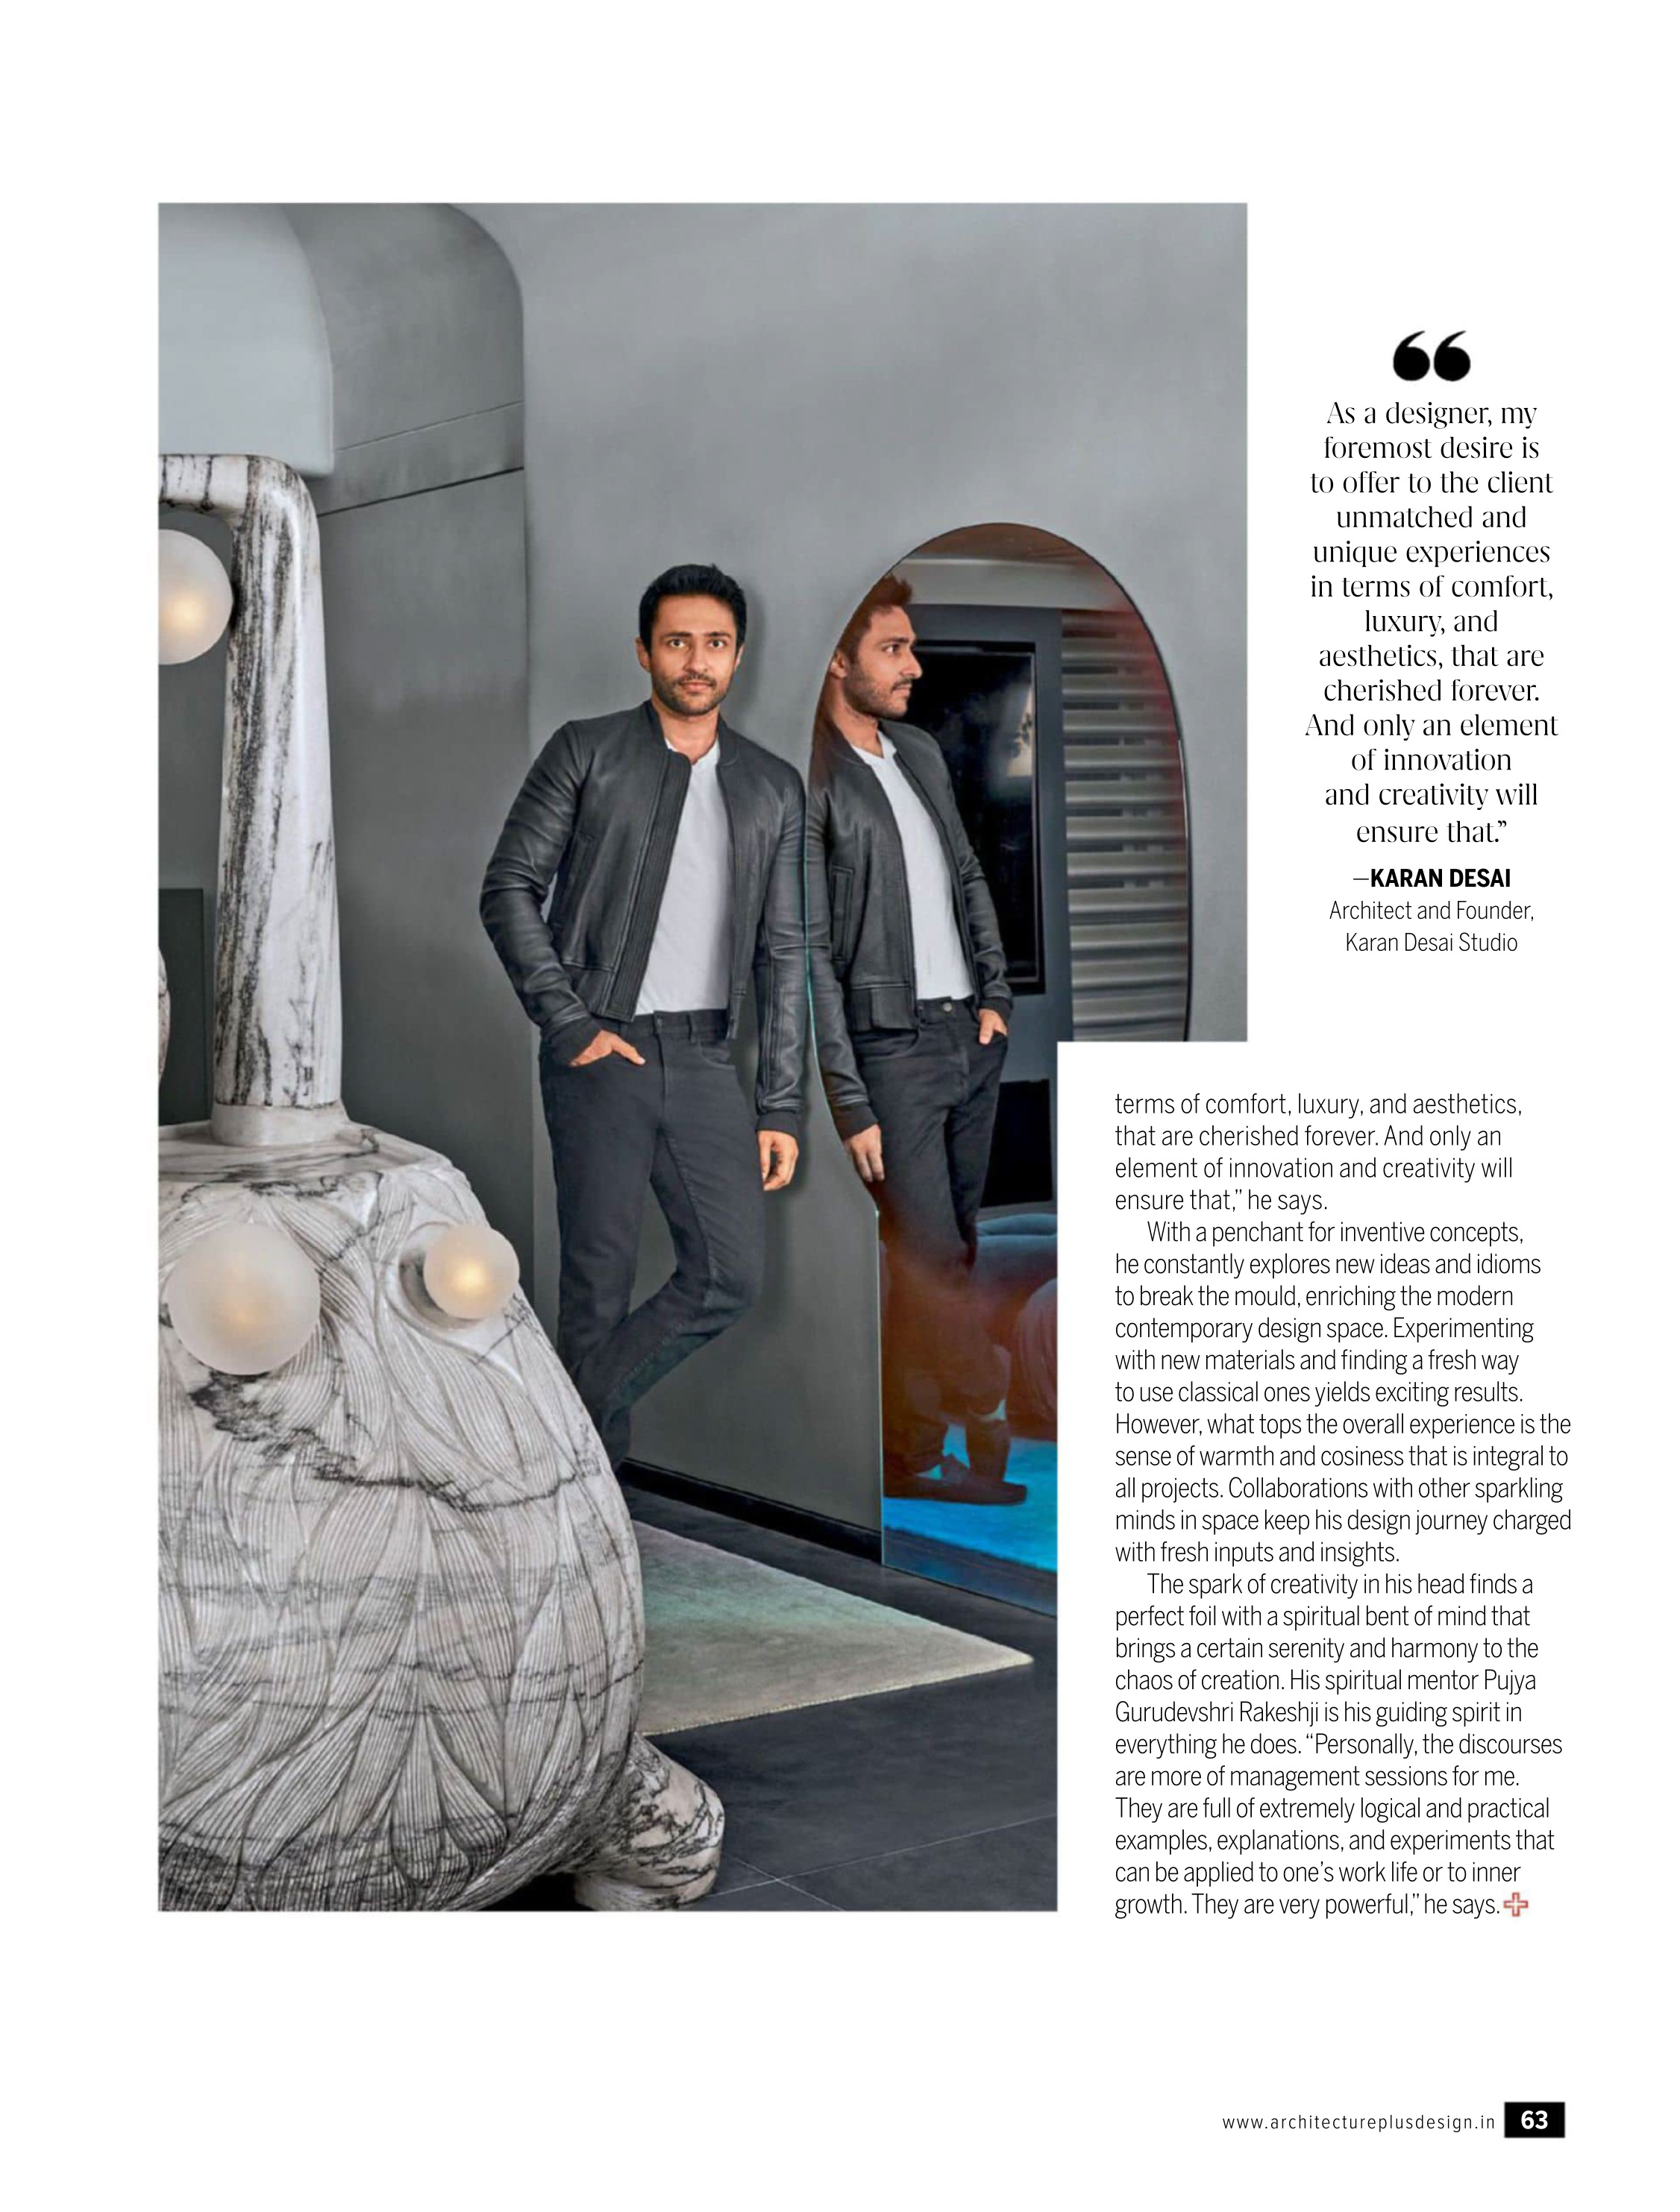 “
As a designer, my
foremost desire is
to offer to the client
unmatched and
unique experiences
in terms of comfort,
luxury, and
aesthetics, that are
cherished forever.
And only an element
of innovation
and creativity will
ensure that.”
—KARAN DESAI
Architect and Founder,
Karan Desai Studio
terms of comfort, luxury, and aesthetics,
that are cherished forever. And only an
element of innovation and creativity will
ensure that,” he says.
With a penchant for inventive concepts,
he constantly explores new ideas and idioms
to break the mould, enriching the modern
contemporary design space. Experimenting
with new materials and finding a fresh way
to use classical ones yields exciting results.
However, what tops the overall experience is the
sense of warmth and cosiness that is integral to
all projects. Collaborations with other sparkling
minds in space keep his design journey charged
with fresh inputs and insights.
The spark of creativity in his head finds a
perfect foil with a spiritual bent of mind that
brings a certain serenity and harmony to the
chaos of creation. His spiritual mentor Pujya
Gurudevshri Rakeshji is his guiding spirit in
everything he does. “Personally, the discourses
are more of management sessions for me.
They are full of extremely logical and practical
examples, explanations, and experiments that
can be applied to one’s work life or to inner
growth. They are very powerful,” he says.
www.architectureplusdesign.in 63